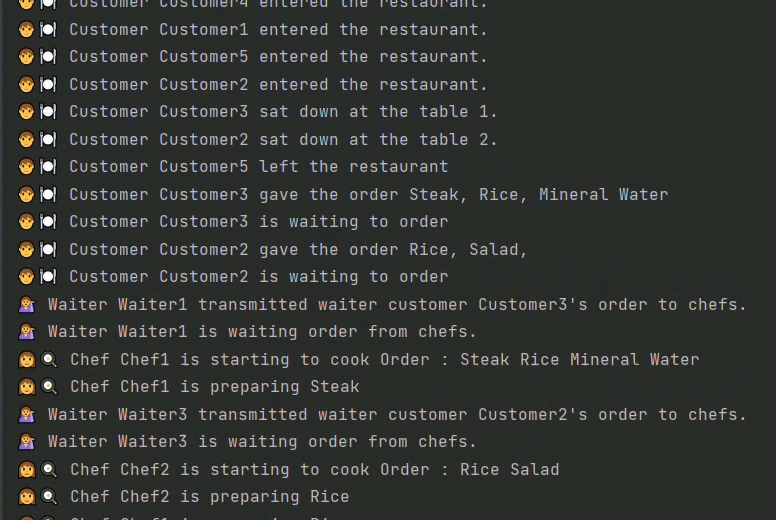 Customer Customer4 entered the restaurant.
Customer Customer1 entered the restaurant.
Customer Customer5 entered the restaurant.
Customer Customer2 entered the restaurant.
Customer Customer3 sat down at the table 1.
Customer Customer2 sat down at the table 2.
Customer Customer5 left the restaurant
Customer Customer3 gave the order Steak, Rice, Mineral Water
Customer Customer3 is waiting to order
Customer Customer2 gave the order Rice, Salad,
Customer Customer2 is waiting to order
Waiter Waiter1 transmitted waiter customer Customer3's order to chefs.
Waiter Waiter1 is waiting order from chefs.
Chef Chef1 is starting to cook Order : Steak Rice Mineral Water
Chef Chef1 is preparing Steak
Waiter Waiter3 transmitted waiter customer Customer2's order to chefs.
Waiter Waiter3 is waiting order from chefs.
Chef Chef2 is starting to cook Order : Rice Salad
Chef Chef2 is preparing Rice